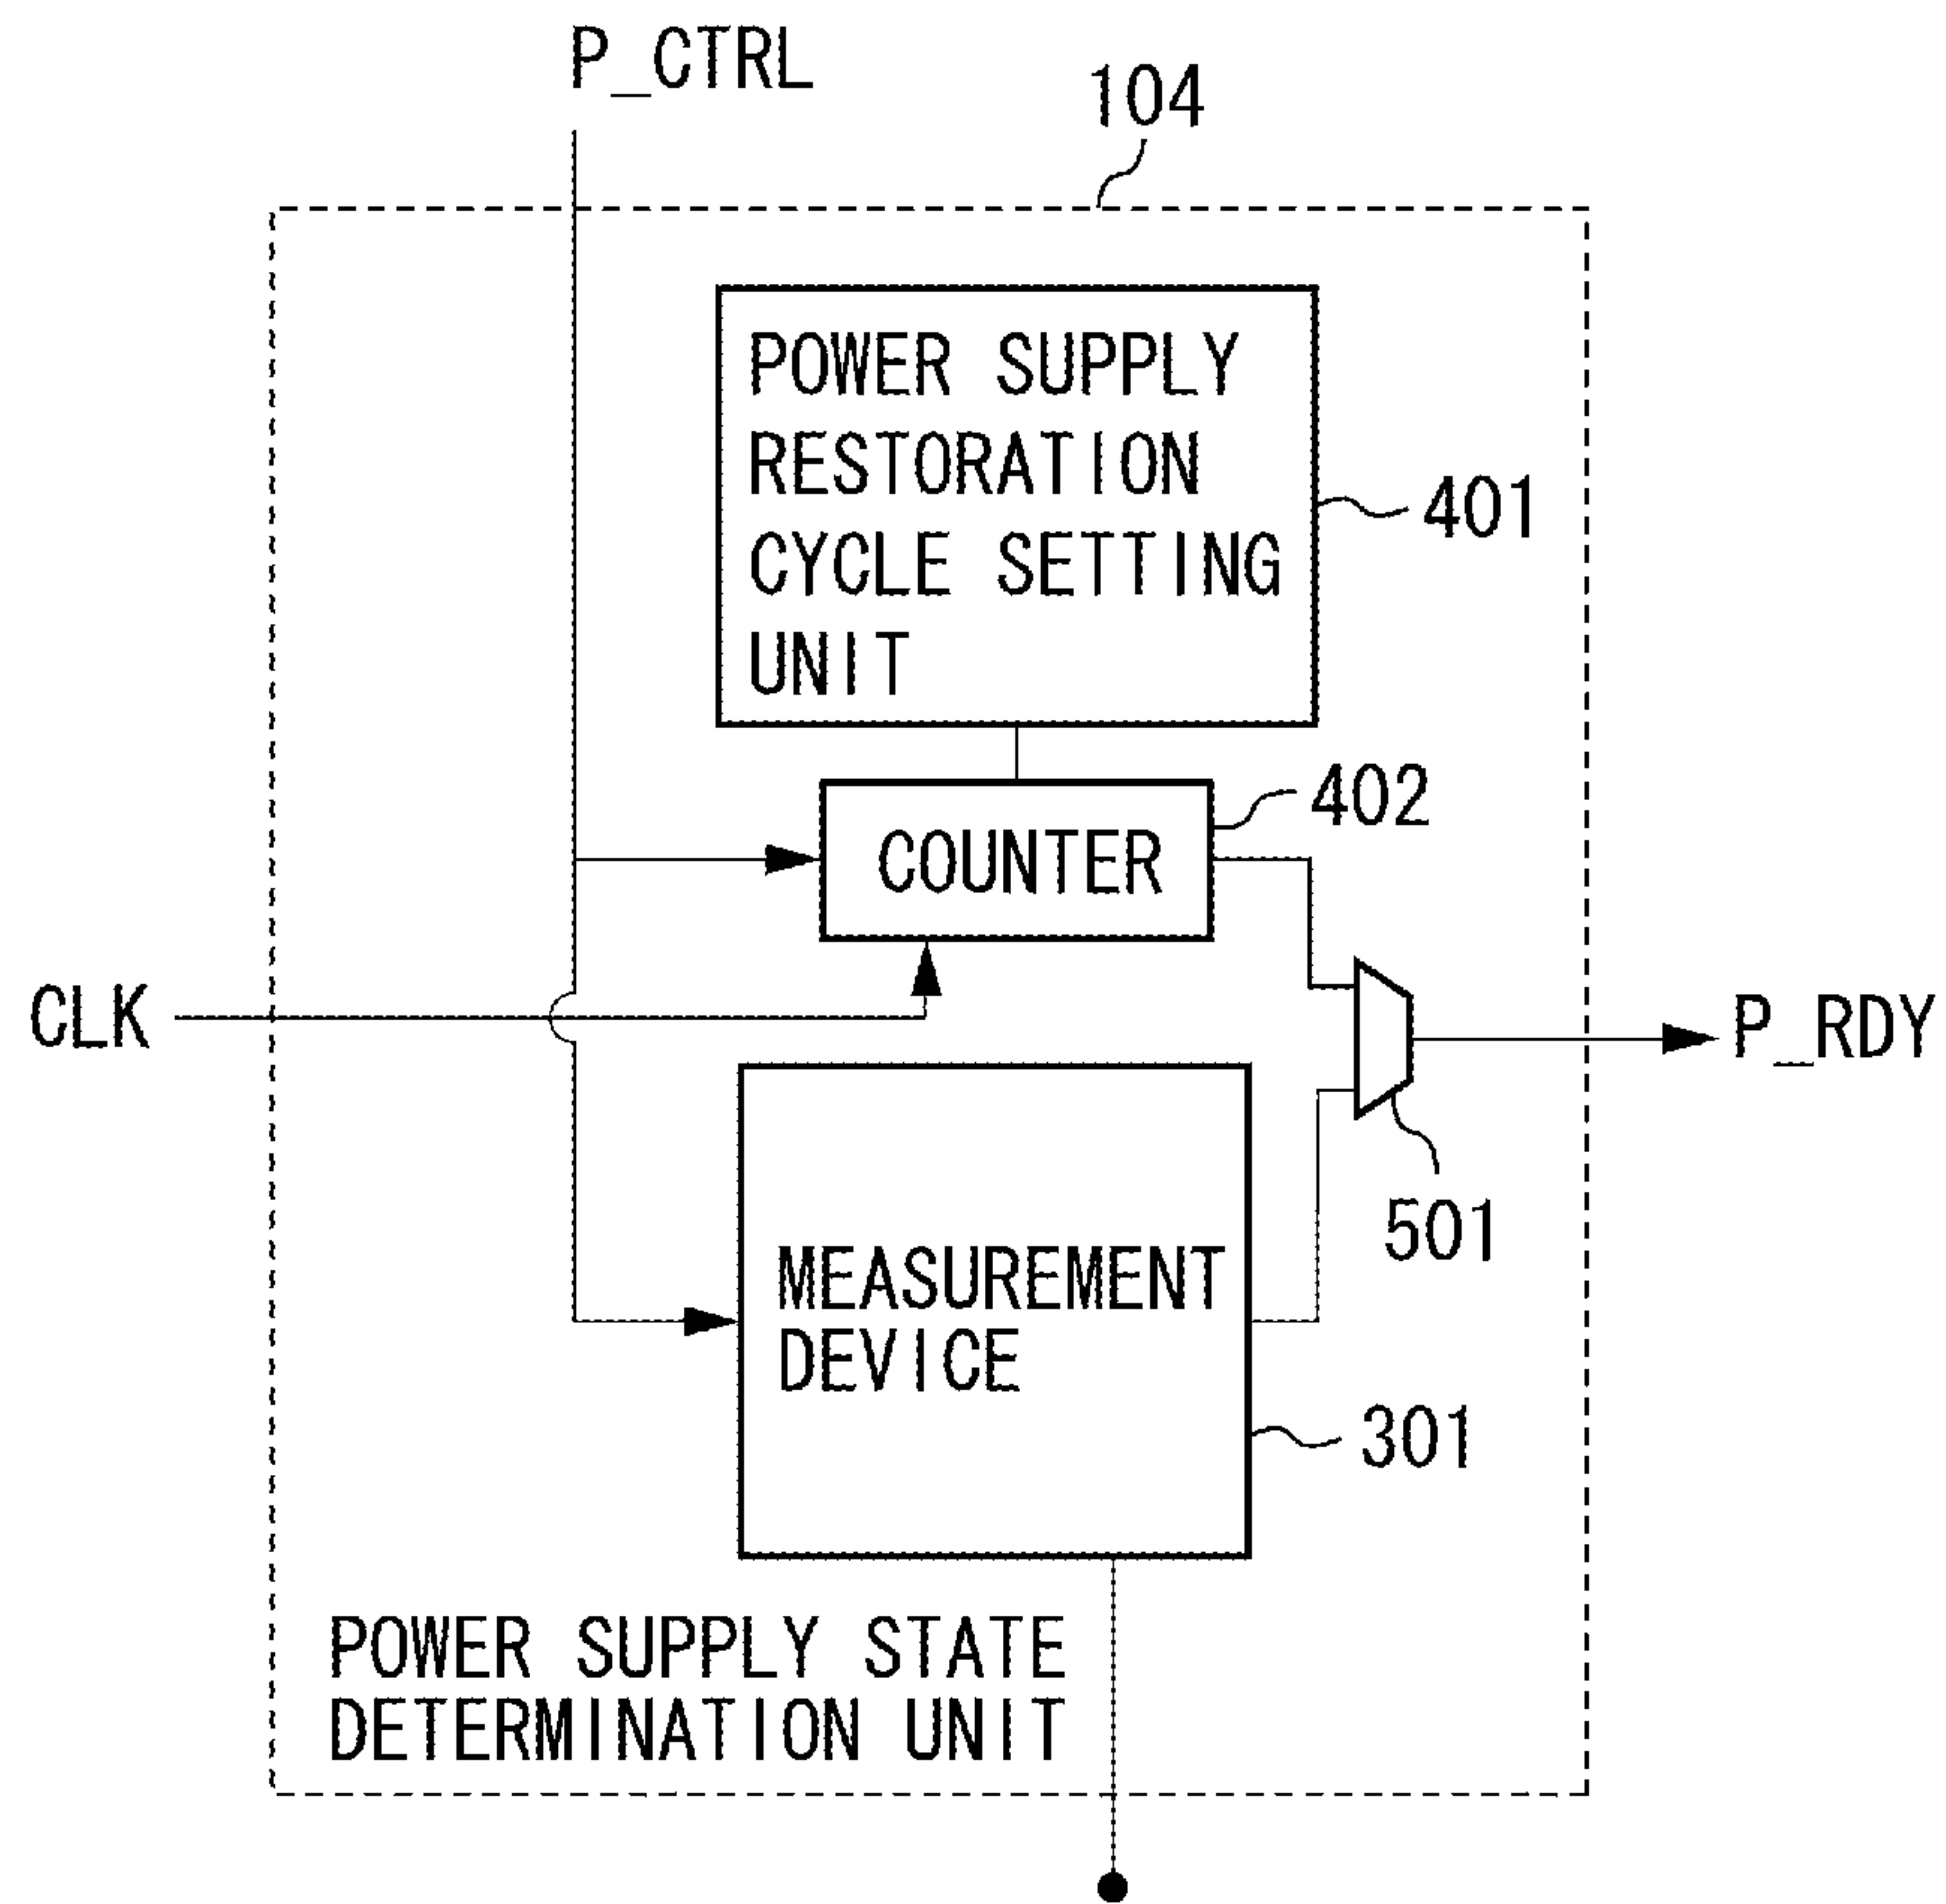 P_CTRL
104
POWER SUPPLY
RESTORATION
CYCLE SETTING
UNIT
401
402
COUNTER
CLK
P_RDY
501
MEASUREMENT
DEVICE
301
POWER SUPPLY STATE
DETERMINATION UNIT